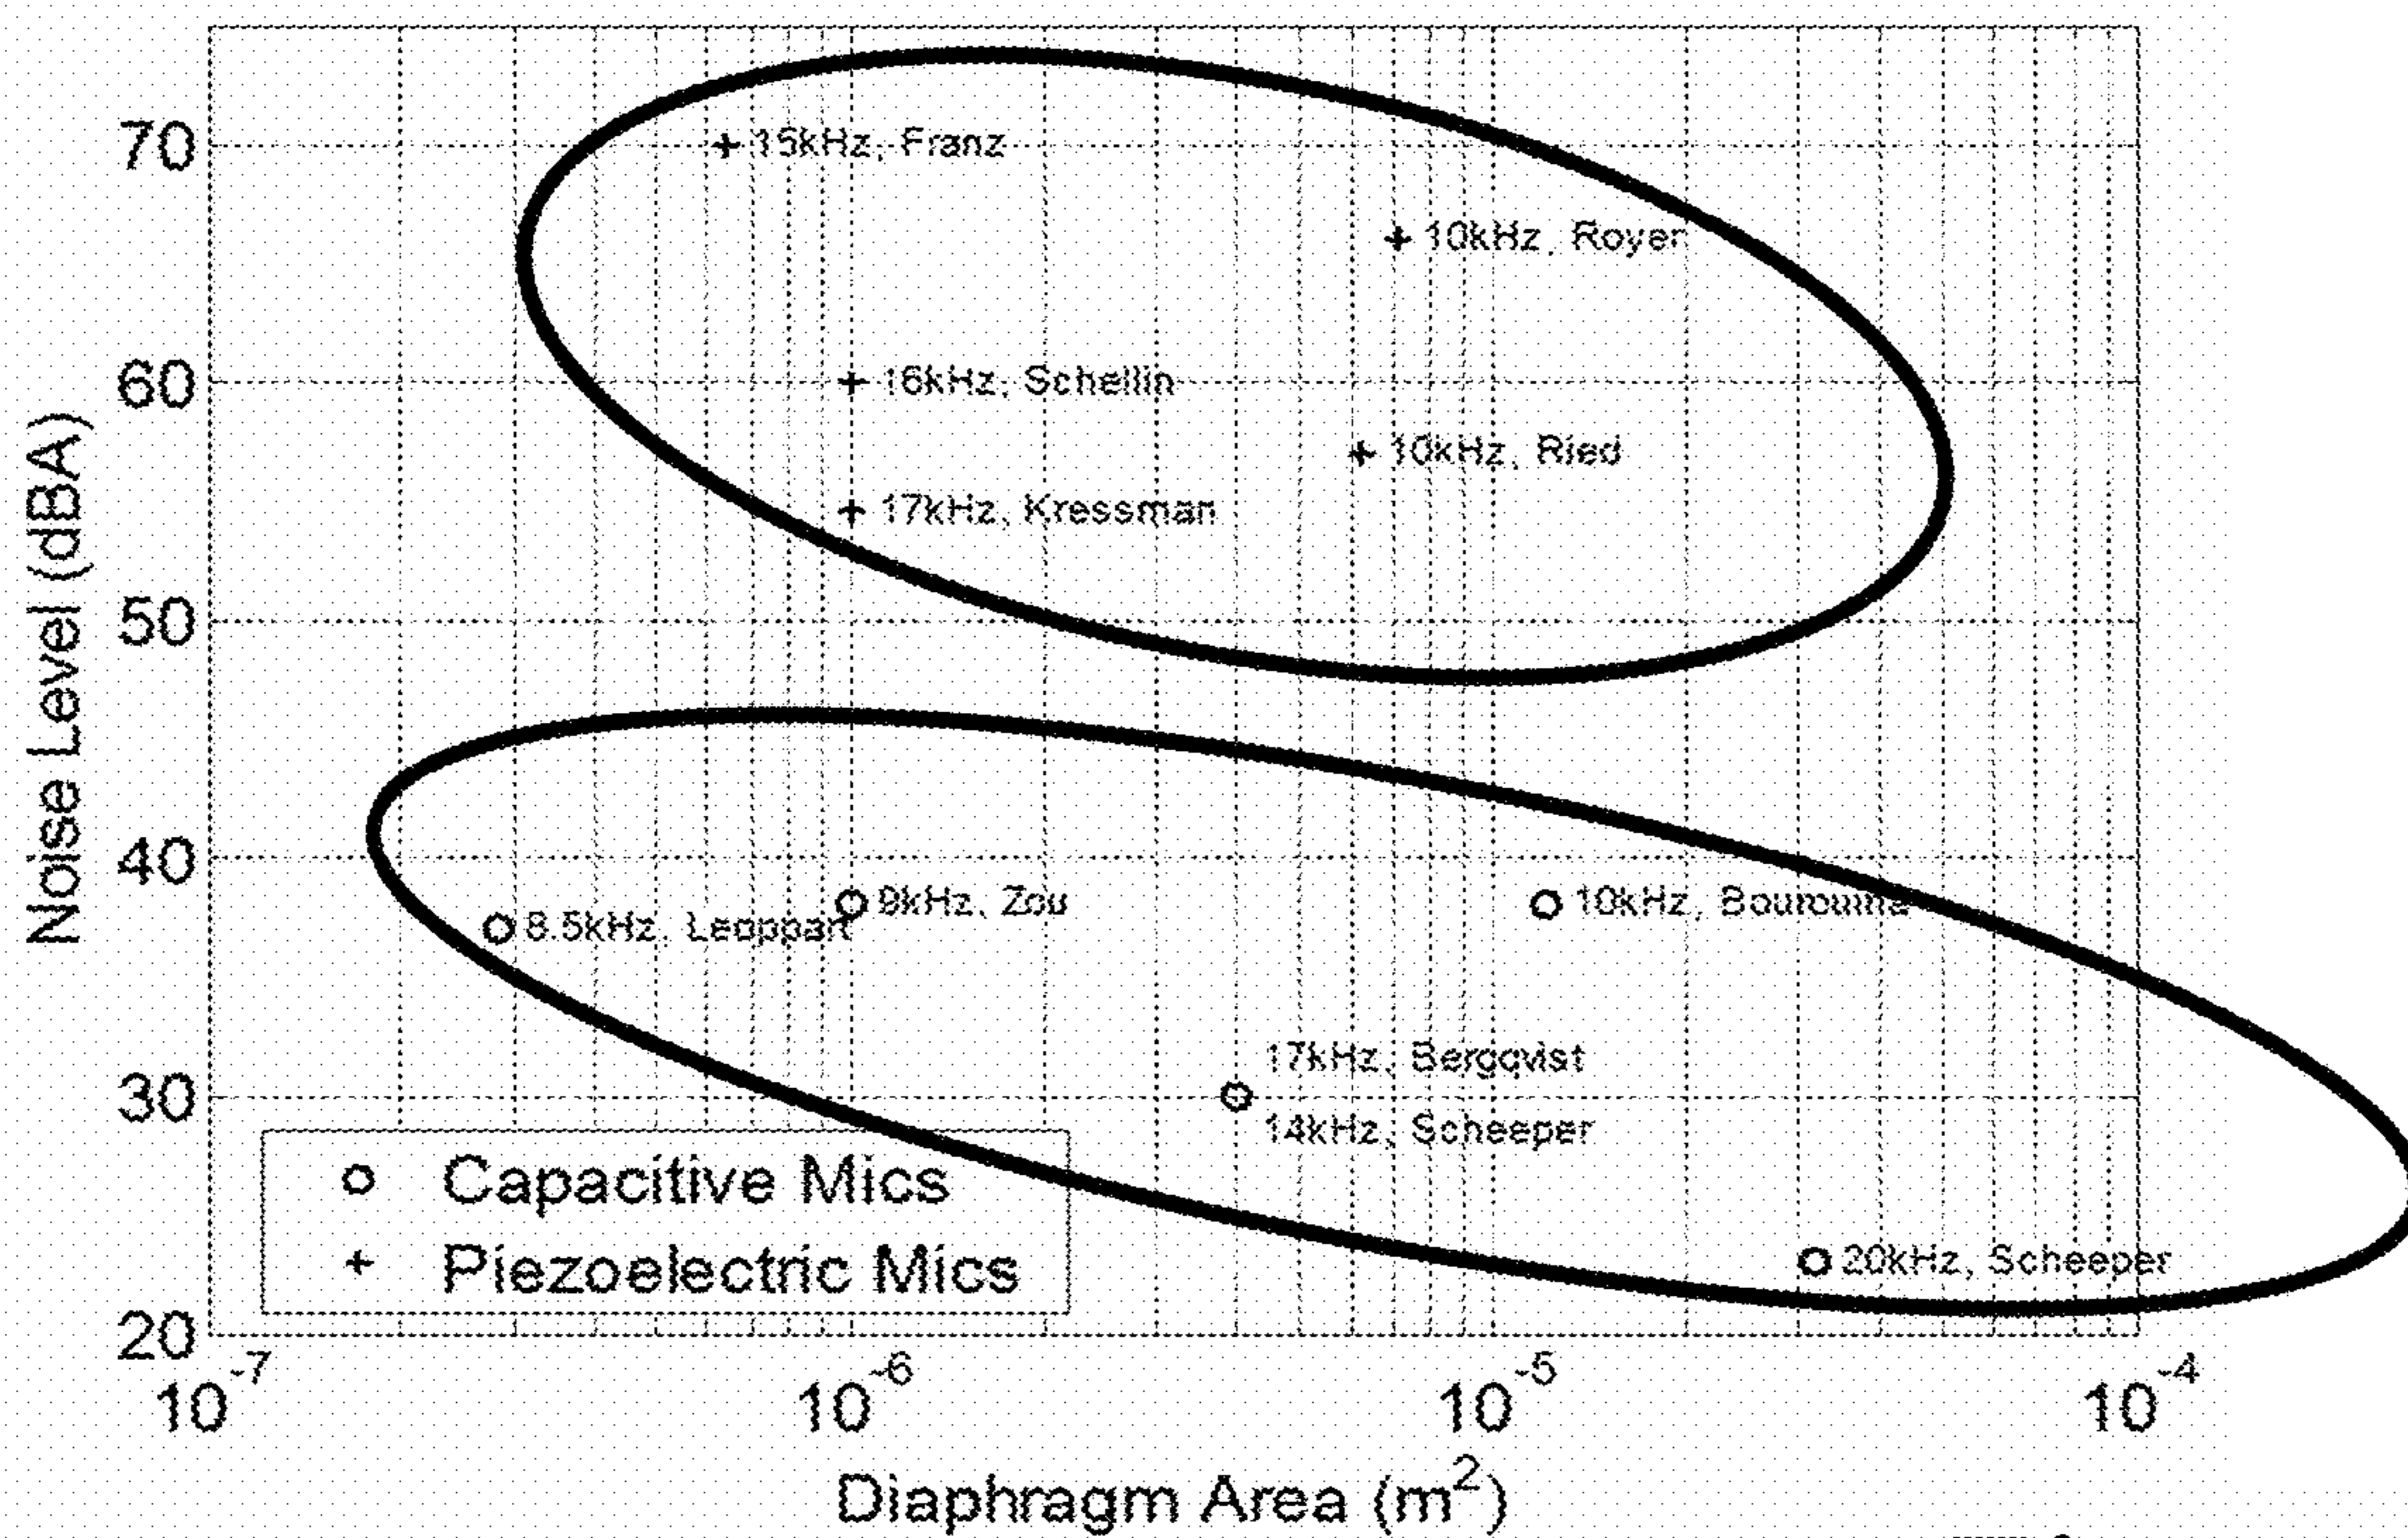 Noise Level (dBA)
70
60
50
40
30
20
15kHz, Franz
10kHz, Royer
16kHz, Schellin
10kHz, Ried
17kHz, Kressman
9kHz, Zou
8.5kHz, Leoppart
10kHz, Bourouina
17kHz, Bergqvist
14kHz, Scheeper
20kHz, Scheeper
o Capacitive Mics
+ Piezoelectric Mics
10⁻⁷ 10⁻⁶ 10⁻⁵ 10⁻⁴
Diaphragm Area (m²)